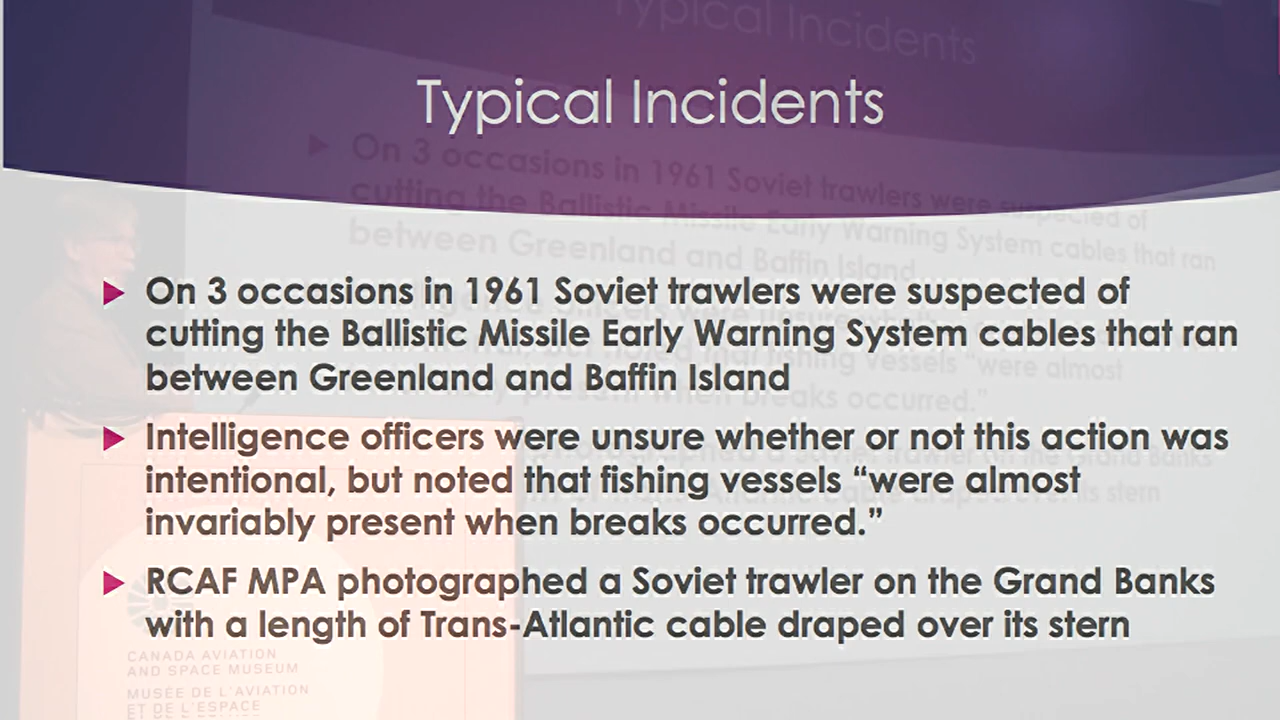 Typical Incidents
On 3 occasions in 1961 Soviet trawlers were suspected of
cutting the Ballistic Missile Early Warning System cables that ran
between Greenland and Baffin Island
Intelligence officers were unsure whether or not this action was
intentional, but noted that fishing vessels “were almost
invariably present when breaks occurred.”
RCAF MPA photographed a Soviet trawler on the Grand Banks
with a length of Trans-Atlantic cable draped over its stern
CANADA AVIATION
AND SPACE MUSEUM
MUSÉE DE L'AVIATION
ET DE L'ESPACE